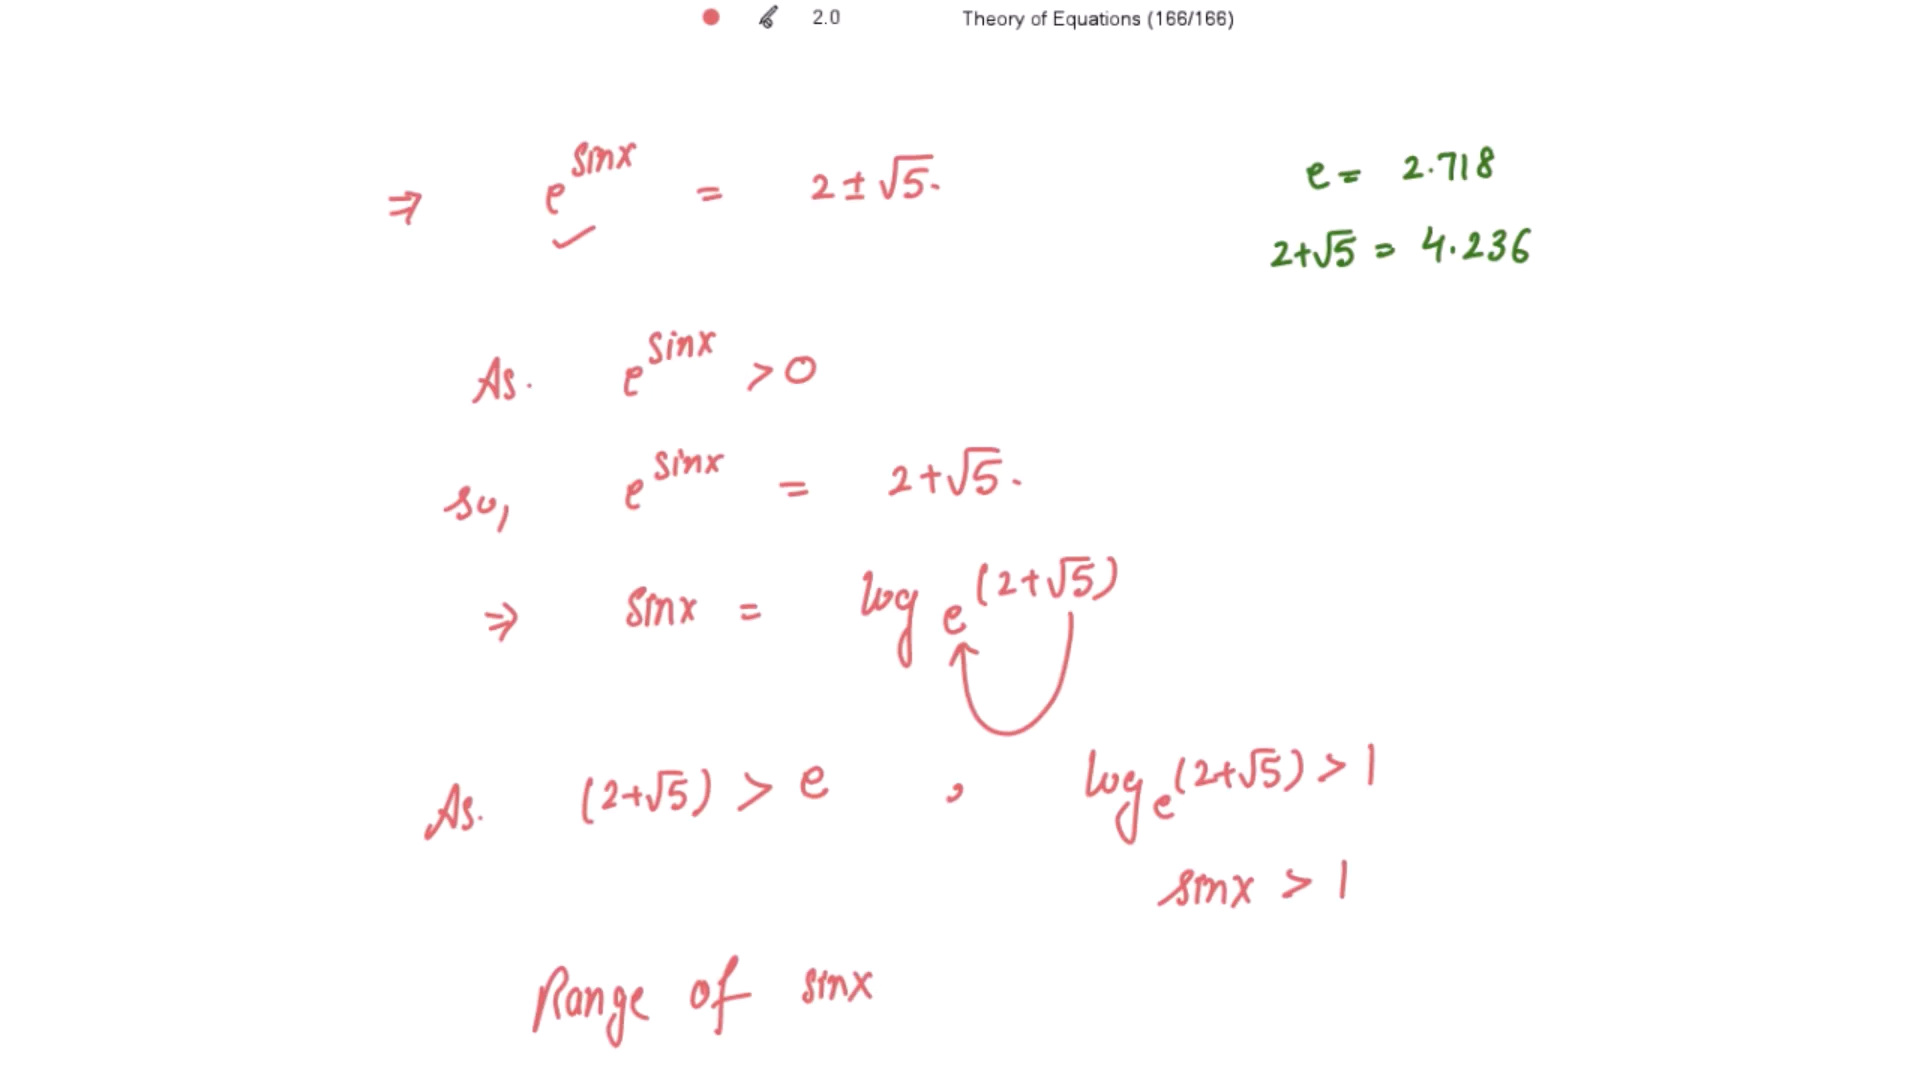 2.0 Theory of Equations (166/166)
⇒ e^sinx = 2 ± √5.
e = 2.718
2+√5 = 4.236
As. e^sinx > 0
so, e^sinx = 2+√5.
⇒ sinx = log_e (2+√5)
As. (2+√5) > e , log_e (2+√5) > 1
sinx > 1
Range of sinx